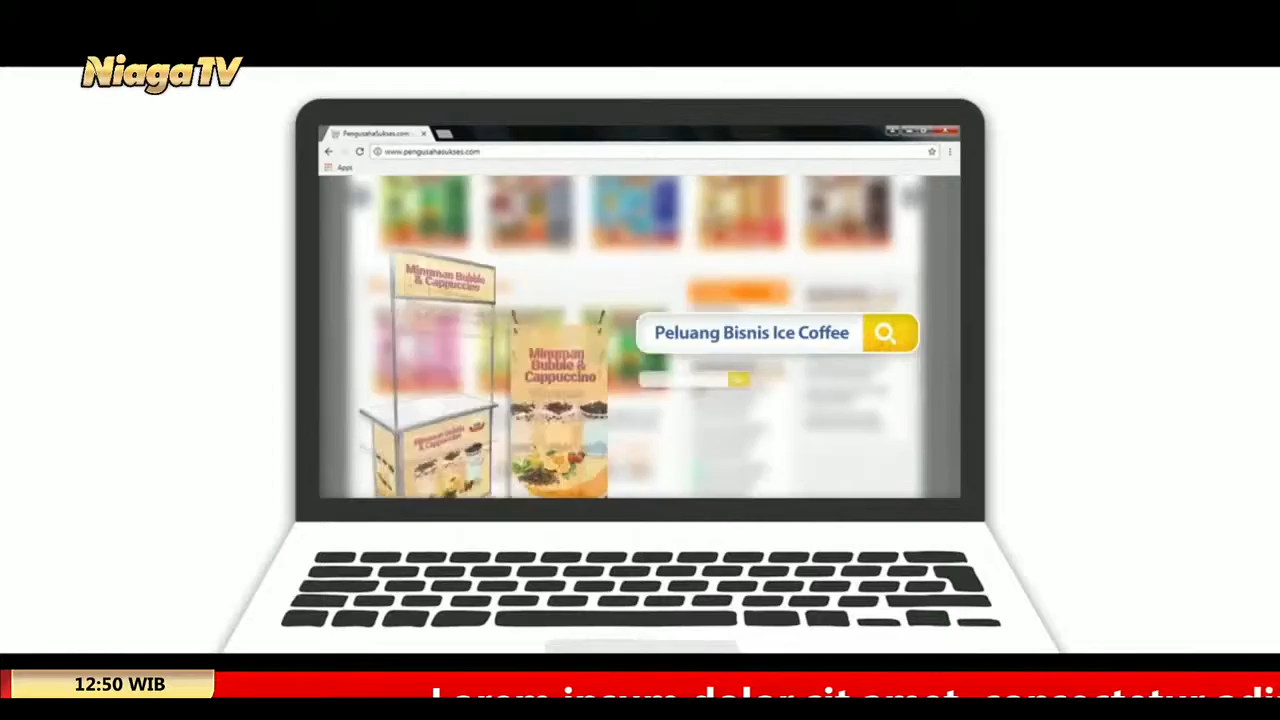 NiagaTV
PengusahaSukses.com
www.pengusahasukses.com
Apps
Minuman Bubble
& Cappuccino
Peluang Bisnis Ice Coffee
Minuman
Bubble &
Cappuccino
Minuman Bubble
& Cappuccino
12:50 WIB
Lorem ipsum dolor sit amet, consectetur adi